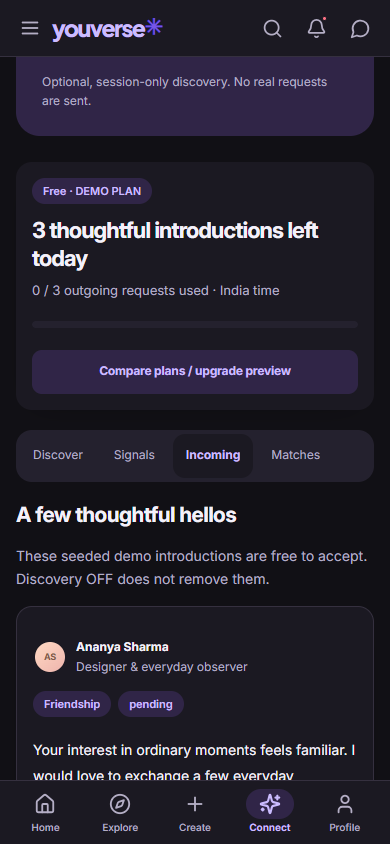 youverse
Optional, session-only discovery. No real requests
are sent.
Free · DEMO PLAN
3 thoughtful introductions left
today
0 / 3 outgoing requests used · India time
Compare plans / upgrade preview
Discover Signals Incoming Matches
A few thoughtful hellos
These seeded demo introductions are free to accept.
Discovery OFF does not remove them.
AS
Ananya Sharma
Designer & everyday observer
Friendship pending
Your interest in ordinary moments feels familiar. I
would love to exchange a few everyday
Home Explore Create Connect Profile